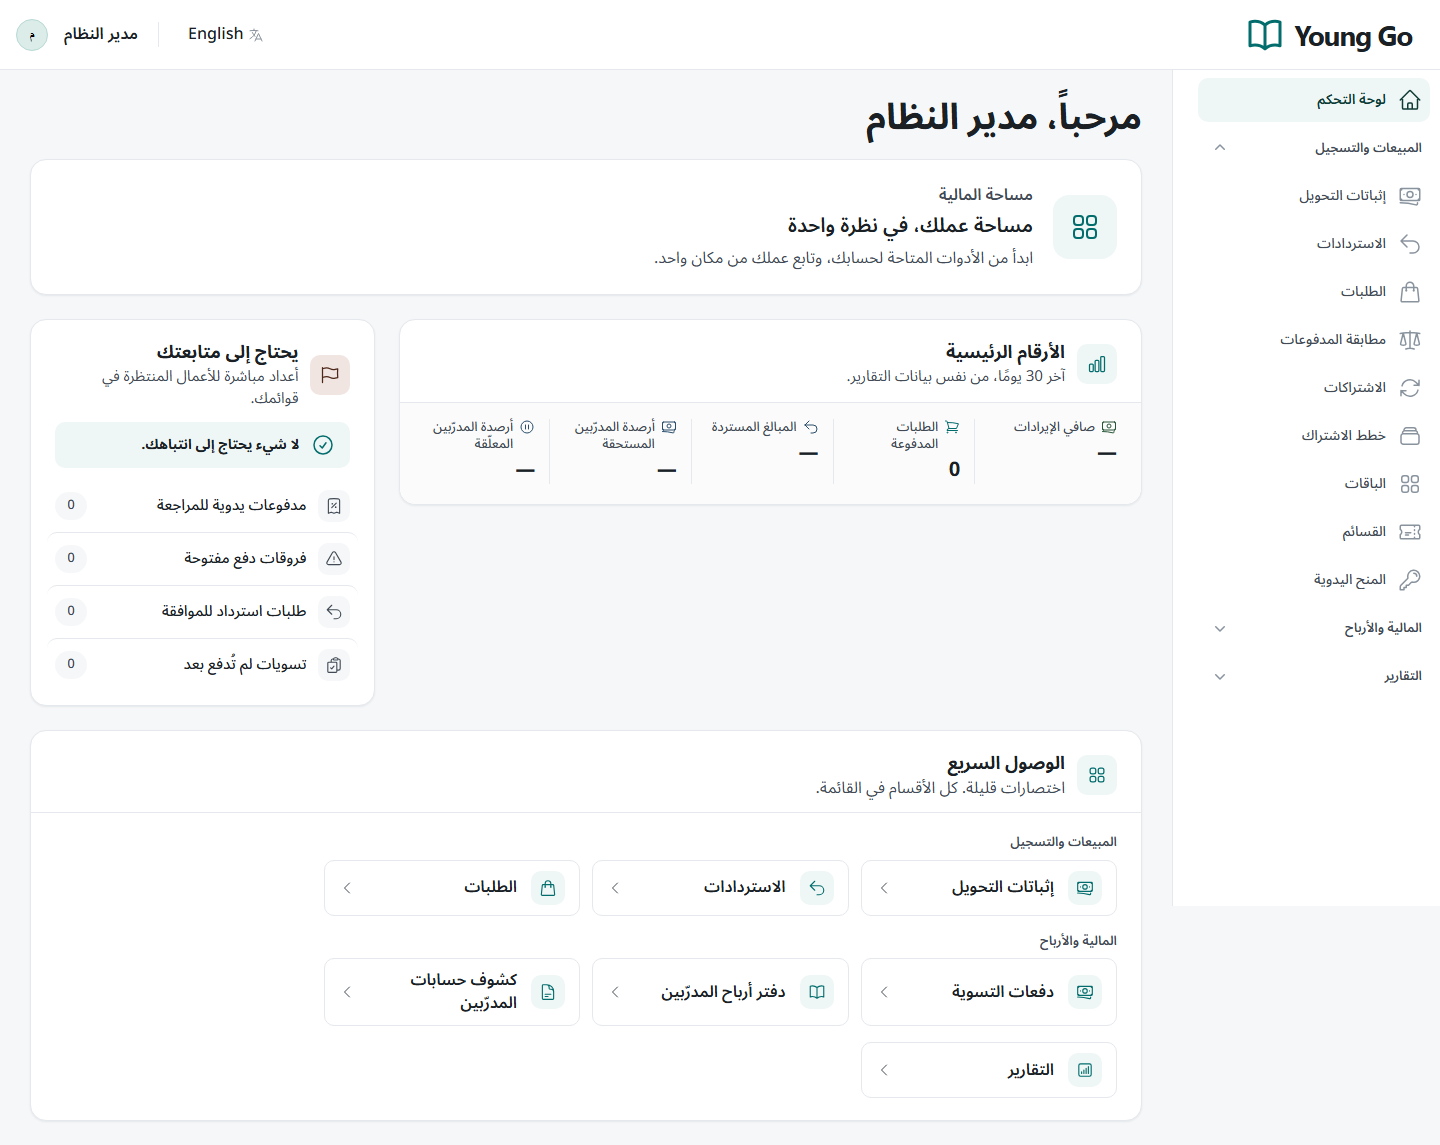 Young Go
English
مدير النظام
م
لوحة التحكم
المبيعات والتسجيل
إثباتات التحويل
الاستردادات
الطلبات
مطابقة المدفوعات
الاشتراكات
خطط الاشتراك
الباقات
القسائم
المنح اليدوية
المالية والأرباح
التقارير
مرحباً، مدير النظام
مساحة المالية
مساحة عملك، في نظرة واحدة
ابدأ من الأدوات المتاحة لحسابك، وتابع عملك من مكان واحد.
الأرقام الرئيسية
آخر 30 يومًا، من نفس بيانات التقارير.
صافي الإيرادات
—
الطلبات
المدفوعة
0
المبالغ المستردة
—
أرصدة المدرّبين
المستحقة
—
أرصدة المدرّبين
المعلّقة
—
يحتاج إلى متابعتك
أعداد مباشرة للأعمال المنتظرة في
قوائمك.
لا شيء يحتاج إلى انتباهك.
مدفوعات يدوية للمراجعة
0
فروقات دفع مفتوحة
0
طلبات استرداد للموافقة
0
تسويات لم تُدفع بعد
0
الوصول السريع
اختصارات قليلة. كل الأقسام في القائمة.
المبيعات والتسجيل
إثباتات التحويل
الاستردادات
الطلبات
المالية والأرباح
دفعات التسوية
دفتر أرباح المدرّبين
كشوف حسابات
المدرّبين
التقارير